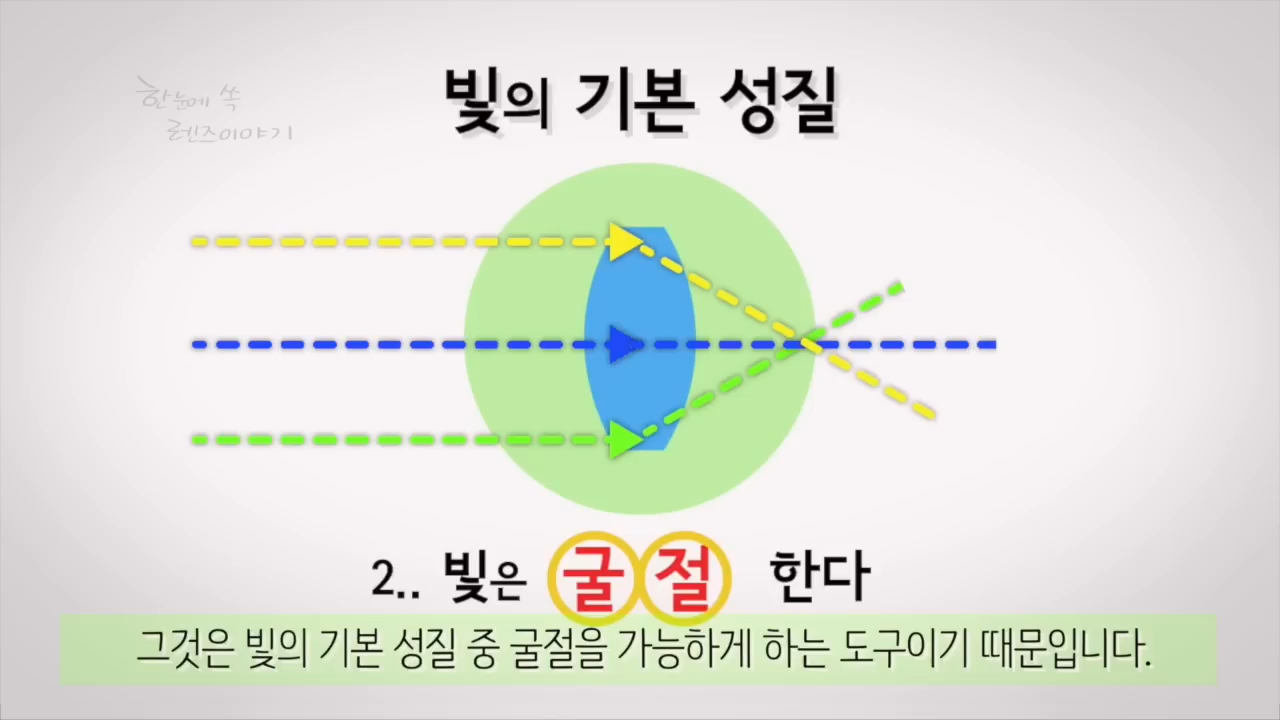 빛의 기본 성질
한눈에 쏙
렌즈이야기
2.. 빛은 굴절 한다
그것은 빛의 기본 성질 중 굴절을 가능하게 하는 도구이기 때문입니다.